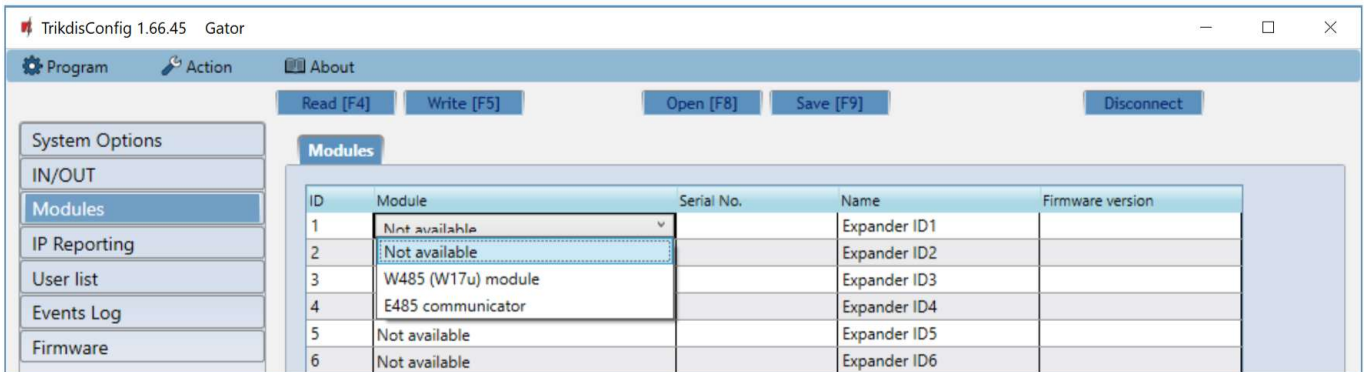 TrikdisConfig 1.66.45 Gator
Program Action About
Read [F4] Write [F5] Open [F8] Save [F9] Disconnect
System Options
IN/OUT
Modules
IP Reporting
User list
Events Log
Firmware
Modules
ID Module Serial No. Name Firmware version
1 Not available Expander ID1
2 Not available Expander ID2
3 W485 (W17u) module Expander ID3
4 E485 communicator Expander ID4
5 Not available Expander ID5
6 Not available Expander ID6